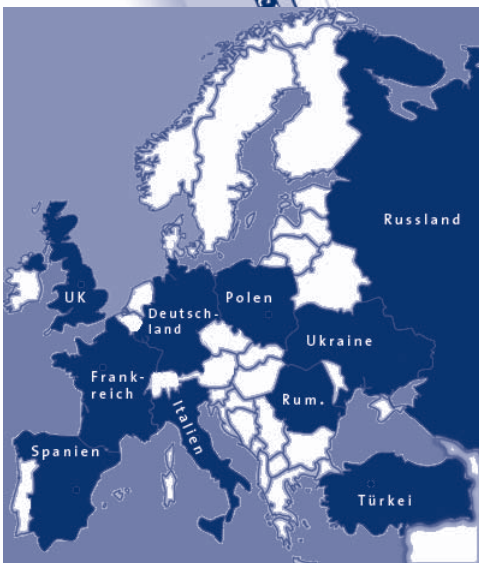 Russland
UK
Deutsch-
land
Polen
Ukraine
Frank-
reich
Italien
Rum.
Spanien
Türkei